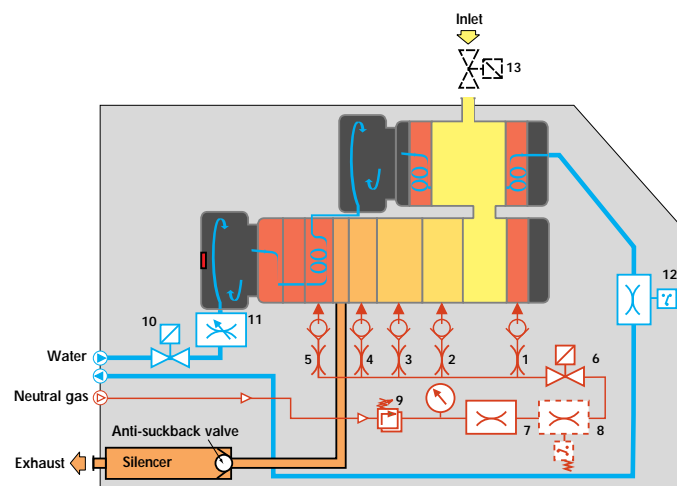 Inlet
13
12
10
11
Water
5
4
3
2
1
6
Neutral gas
9
7
8
Anti-suckback valve
Exhaust
Silencer